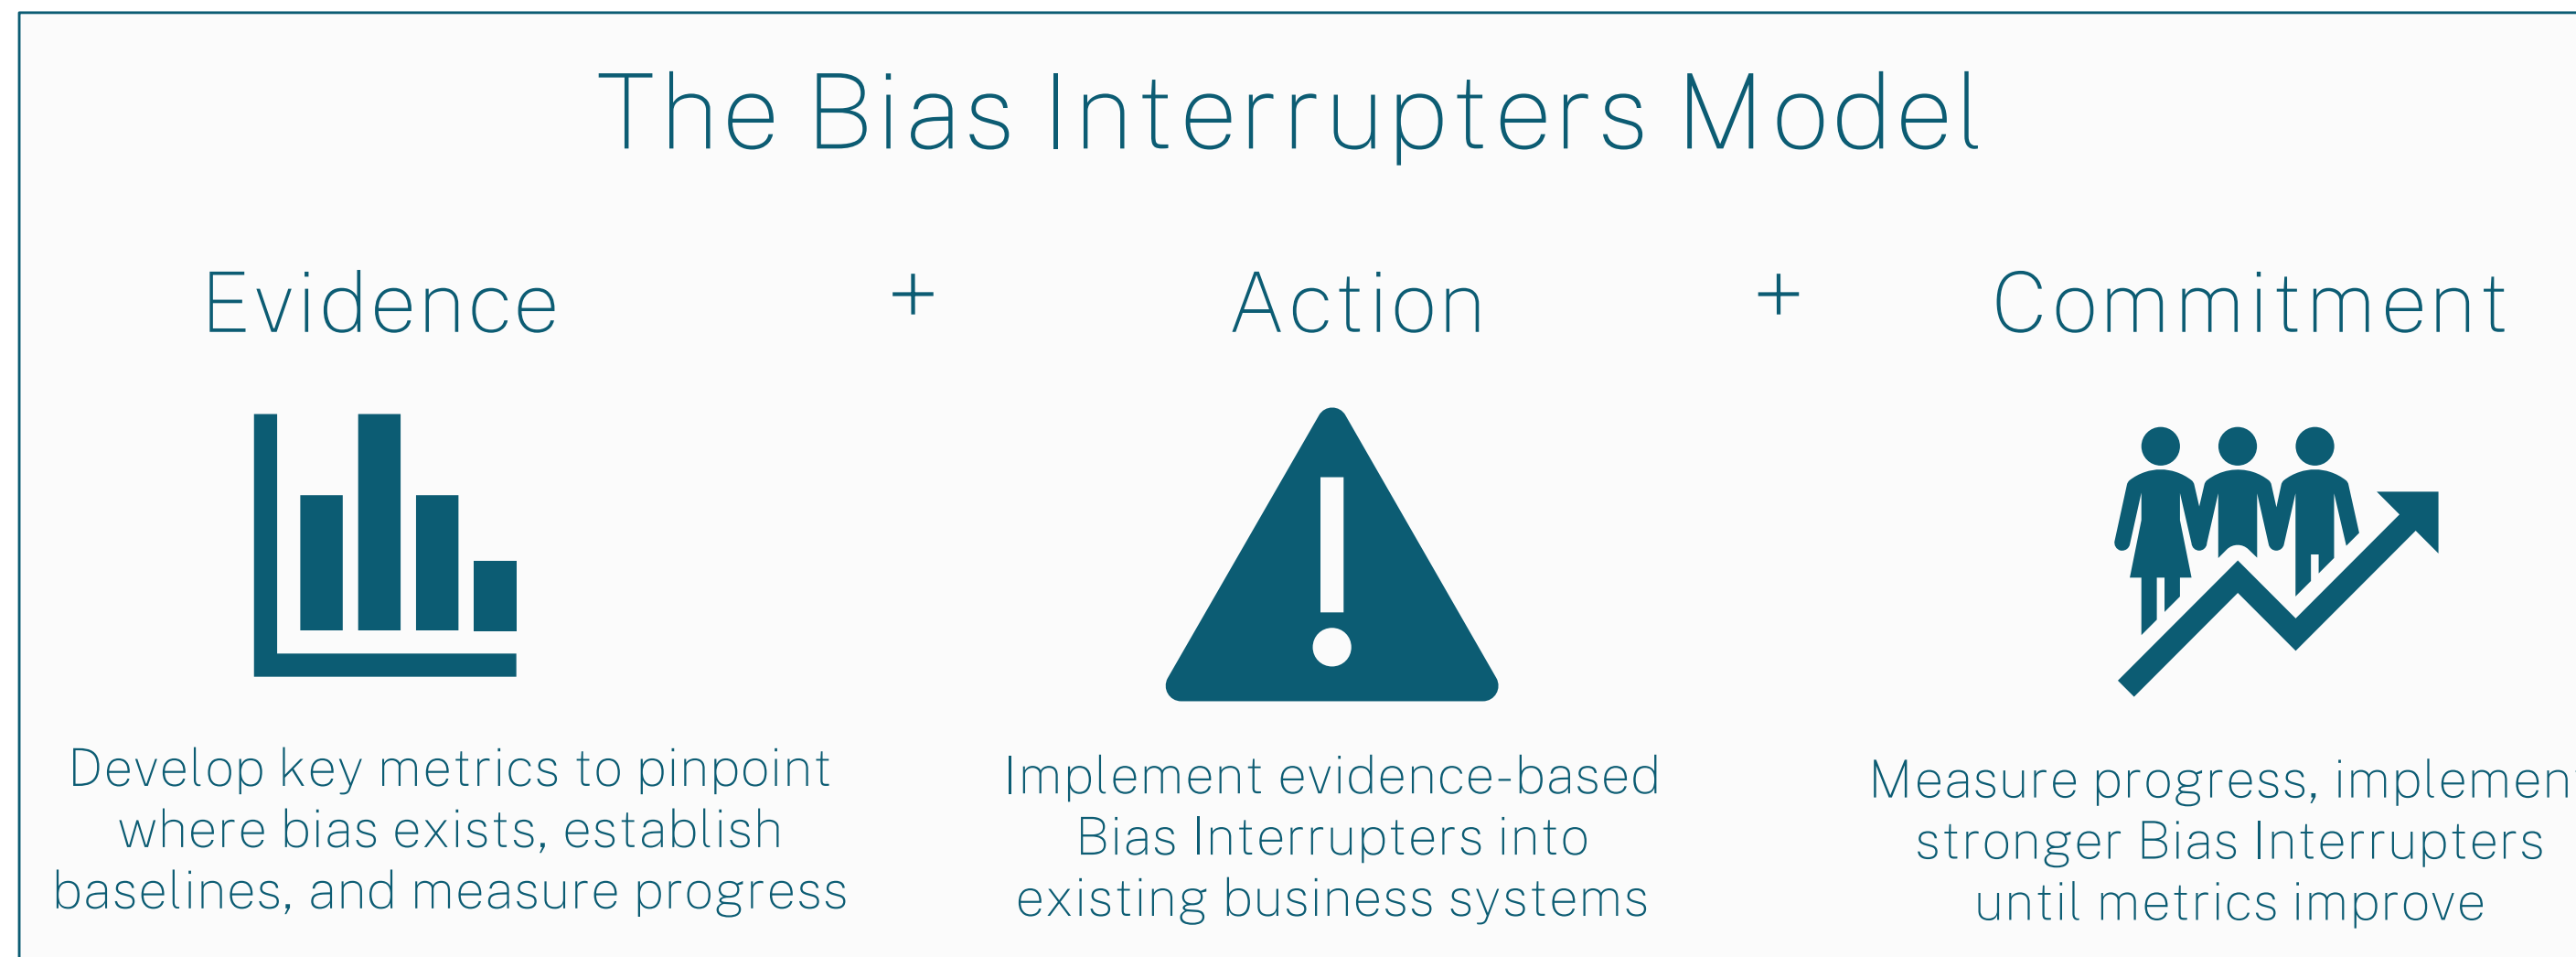 The Bias Interrupters Model
Evidence + Action + Commitment
Develop key metrics to pinpoint
where bias exists, establish
baselines, and measure progress
Implement evidence-based
Bias Interrupters into
existing business systems
Measure progress, implement
stronger Bias Interrupters
until metrics improve